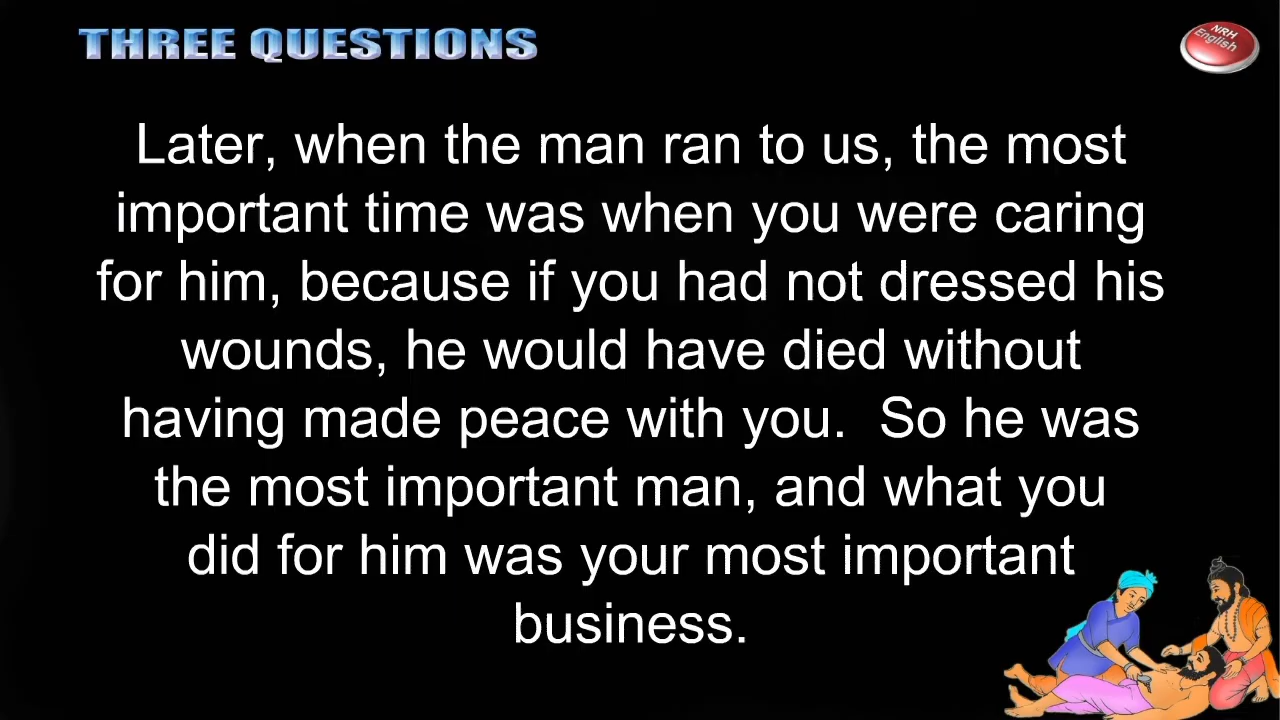 THREE QUESTIONS
NRH
English
Later, when the man ran to us, the most
important time was when you were caring
for him, because if you had not dressed his
wounds, he would have died without
having made peace with you.  So he was
the most important man, and what you
did for him was your most important
business.